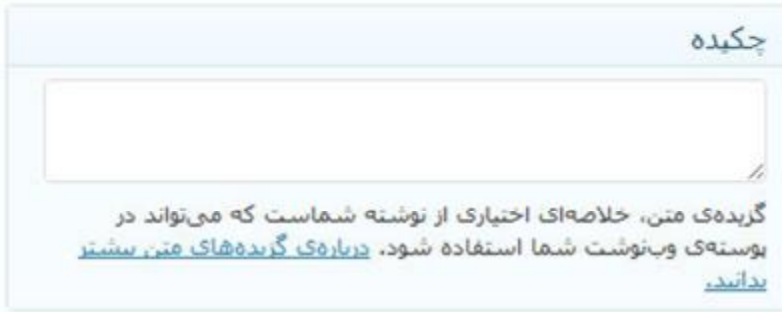 چکیده
گزیده‌ی متن، خلاصه‌ای اختیاری از نوشته شماست که می‌تواند در
پوسته‌ی وب‌نوشت شما استفاده شود. درباره‌ی گزیده‌های متن بیشتر
بدانید.